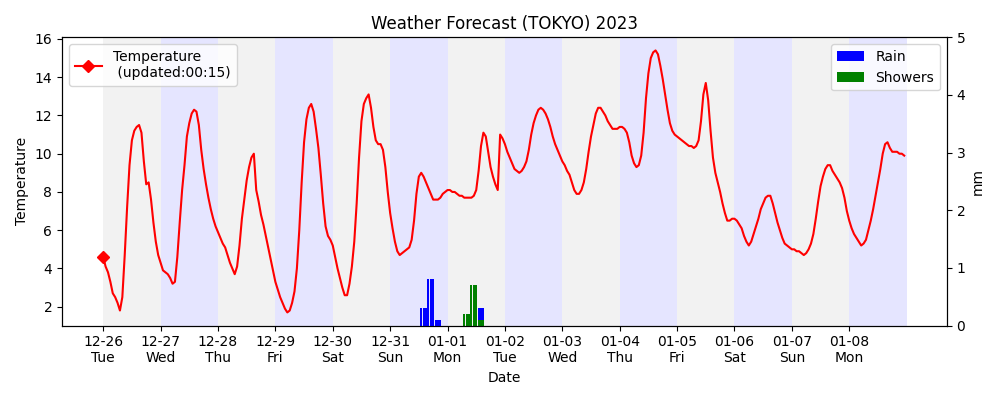 Weather Forecast (TOKYO) 2023
Temperature
(updated:00:15)
Rain
Showers
16
14
12
10
8
6
4
2
Temperature
5
4
3
2
1
0
mm
12-26 12-27 12-28 12-29 12-30 12-31 01-01 01-02 01-03 01-04 01-05 01-06 01-07 01-08
Tue Wed Thu Fri Sat Sun Mon Tue Wed Thu Fri Sat Sun Mon
Date